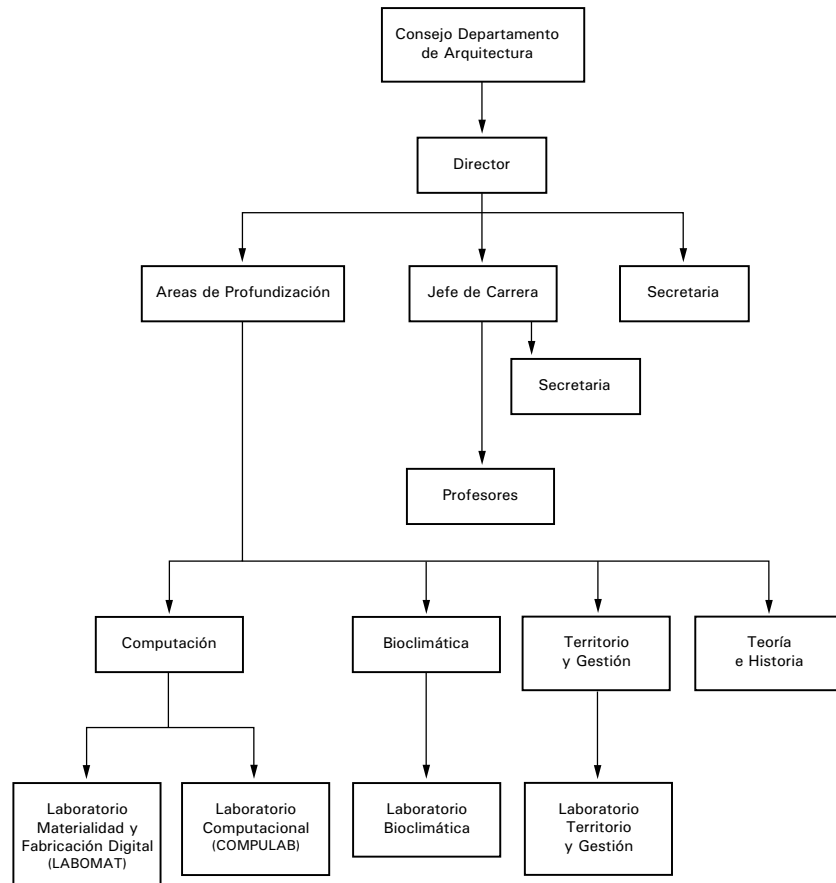 Consejo Departamento
de Arquitectura
Director
Areas de Profundización
Jefe de Carrera
Secretaria
Secretaria
Profesores
Computación
Bioclimática
Territorio
y Gestión
Teoría
e Historia
Laboratorio
Materialidad y
Fabricación Digital
(LABOMAT)
Laboratorio
Computacional
(COMPULAB)
Laboratorio
Bioclimática
Laboratorio
Territorio
y Gestión